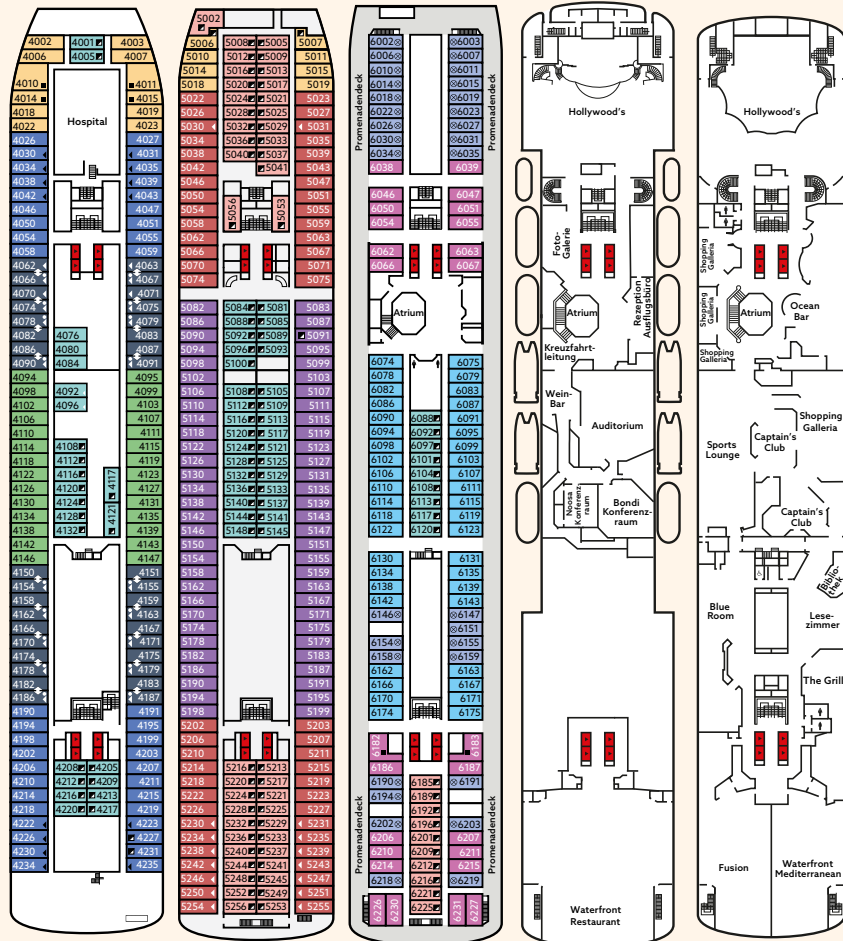 4002 4001 4003
4006 4005 4007
4010 4011
4014 4015
4018 4019
4022 4023
Hospital
4026 4027
4030 4031
4034 4035
4038 4039
4042 4043
4046 4047
4050 4051
4054 4055
4058 4059
4062 4063
4066 4067
4070 4071
4074 4075
4078 4079
4082 4076 4083
4086 4080 4087
4090 4084 4091
4094 4095
4098 4092 4099
4102 4096 4103
4106 4107
4110 4111
4114 4108 4115
4118 4112 4119
4122 4116 4117 4123
4126 4120 4127
4130 4124 4121 4131
4134 4128 4135
4138 4132 4139
4142 4143
4146 4147
4150 4151
4154 4155
4158 4159
4162 4163
4166 4167
4170 4171
4174 4175
4178 4179
4182 4183
4186 4187
4190 4191
4194 4195
4198 4199
4202 4203
4206 4208 4205 4207
4210 4212 4209 4211
4214 4216 4213 4215
4218 4220 4217 4219
4222 4223
4226 4227
4230 4231
4234 4235
5002
5006 5008 5005 5007
5010 5012 5009 5011
5014 5016 5013 5015
5018 5020 5017 5019
5022 5024 5021 5023
5026 5028 5025 5027
5030 5032 5029 5031
5034 5036 5033 5035
5038 5040 5037 5039
5042 5041 5043
5046 5047
5050 5051
5054 5056 5053 5055
5058 5059
5062 5063
5066 5067
5070 5071
5074 5075
5082 5084 5081 5083
5086 5088 5085 5087
5090 5092 5089 5091
5094 5096 5093 5095
5098 5100 5099
5102 5103
5106 5108 5105 5107
5110 5112 5109 5111
5114 5116 5113 5115
5118 5120 5117 5119
5122 5124 5121 5123
5126 5128 5125 5127
5130 5132 5129 5131
5134 5136 5133 5135
5138 5140 5137 5139
5142 5144 5141 5143
5146 5148 5145 5147
5150 5151
5154 5155
5158 5159
5162 5163
5166 5167
5170 5171
5174 5175
5178 5179
5182 5183
5186 5187
5190 5191
5194 5195
5198 5199
5202 5203
5206 5207
5210 5211
5214 5216 5213 5215
5218 5220 5217 5219
5222 5224 5221 5223
5226 5228 5225 5227
5230 5232 5229 5231
5234 5236 5233 5235
5238 5240 5237 5239
5242 5244 5241 5243
5246 5248 5245 5247
5250 5252 5249 5251
5254 5256 5253 5255
Promenadendeck
Promenadendeck
6002 6003
6006 6007
6010 6011
6014 6015
6018 6019
6022 6023
6026 6027
6030 6031
6034 6035
6038 6039
6046 6047
6050 6051
6054 6055
6062 6063
6066 6067
Atrium
6074 6075
6078 6079
6082 6083
6086 6087
6090 6088 6091
6094 6092 6095
6098 6097 6099
6102 6101 6103
6106 6104 6107
6110 6108 6111
6114 6113 6115
6118 6117 6119
6122 6120 6123
6130 6131
6134 6135
6138 6139
6142 6143
6146 6147
6151
6154 6155
6158 6159
6162 6163
6166 6167
6170 6171
6174 6175
6182 6183
6186 6187
6190 6185 6191
6194 6189
6192
6202 6196 6203
6206 6201 6207
6210 6209 6211
6214 6212 6215
6218 6216 6219
6221
6226 6230 6225 6231 6227
Promenadendeck
Promenadendeck
Hollywood's
Foto-
Galerie
Atrium
Rezeption
Ausflugsbüro
Kreuzfahrt-
leitung
Wein-
Bar
Auditorium
Noosa
Konferenz-
raum
Bondi
Konferenz-
raum
Waterfront
Restaurant
Hollywood's
Shopping
Galleria
Shopping
Galleria
Atrium
Ocean
Bar
Shopping
Galleria
Shopping
Galleria
Sports
Lounge
Captain's
Club
Captain's
Club
Biblio-
thek
Blue
Room
Lese-
zimmer
The Grill
Fusion
Waterfront
Mediterranean